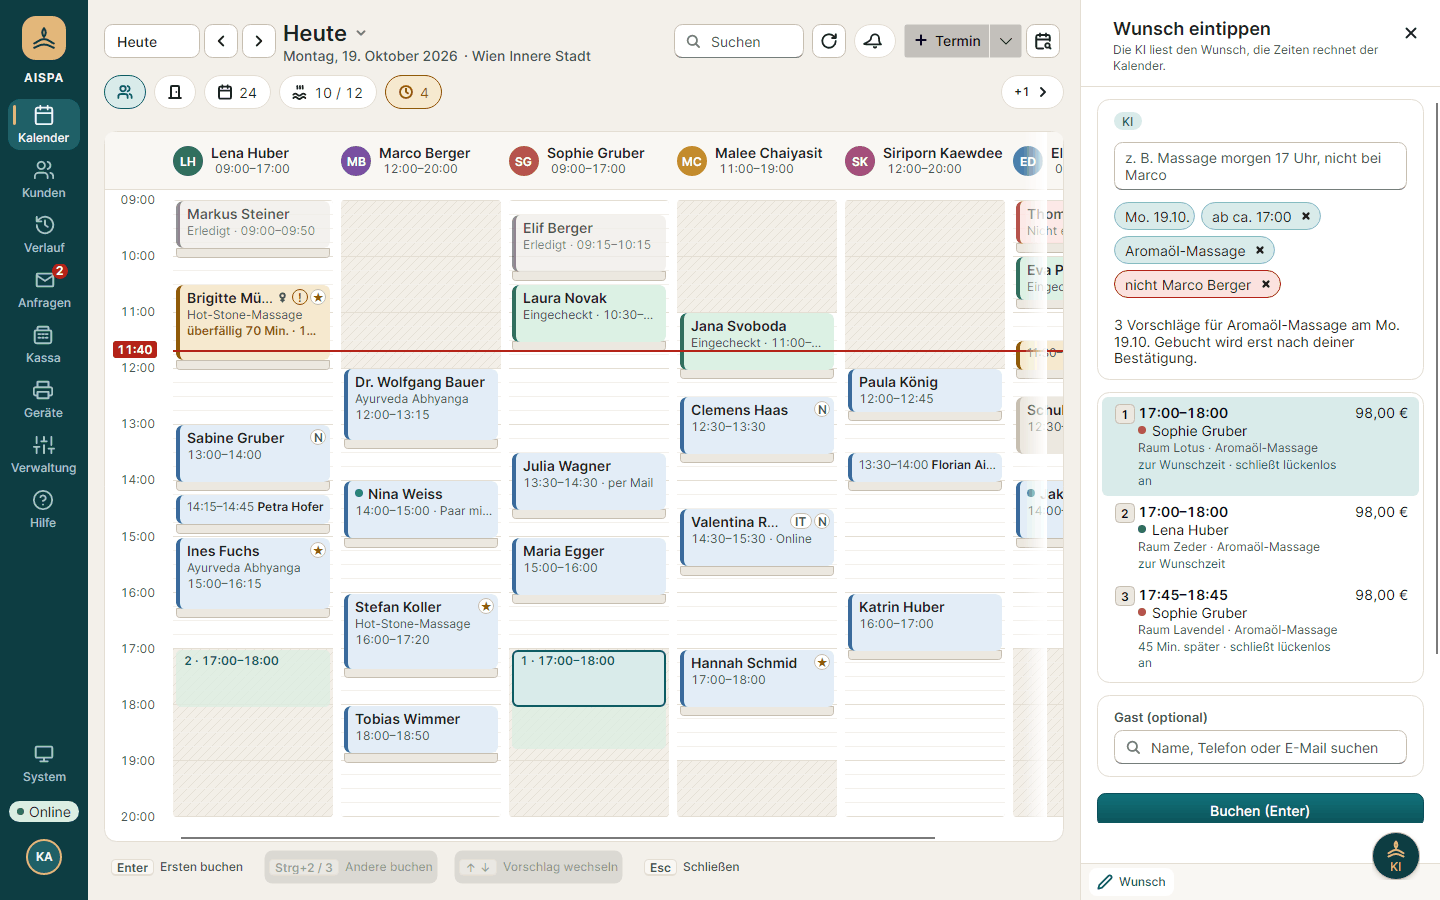 AISPA
Kalender
Kunden
Verlauf
2
Anfragen
Kassa
Geräte
Verwaltung
Hilfe
System
Online
KA
Heute
Heute
Montag, 19. Oktober 2026 · Wien Innere Stadt
Suchen
Termin
24
10 / 12
4
+1
LH
Lena Huber
09:00–17:00
MB
Marco Berger
12:00–20:00
SG
Sophie Gruber
09:00–17:00
MC
Malee Chaiyasit
11:00–19:00
SK
Siriporn Kaewdee
12:00–20:00
ED
09:00
10:00
11:00
11:40
12:00
13:00
14:00
15:00
16:00
17:00
18:00
19:00
20:00
Markus Steiner
Erledigt · 09:00–09:50
Brigitte Mü... ! ★
Hot-Stone-Massage
überfällig 70 Min. · 1...
Sabine Gruber N
13:00–14:00
14:15–14:45 Petra Hofer
Ines Fuchs ★
Ayurveda Abhyanga
15:00–16:15
2 · 17:00–18:00
Dr. Wolfgang Bauer
Ayurveda Abhyanga
12:00–13:15
Nina Weiss
14:00–15:00 · Paar mi...
Stefan Koller ★
Hot-Stone-Massage
16:00–17:20
Tobias Wimmer
18:00–18:50
Elif Berger
Erledigt · 09:15–10:15
Laura Novak
Eingecheckt · 10:30–...
Julia Wagner
13:30–14:30 · per Mail
Maria Egger
15:00–16:00
1 · 17:00–18:00
Jana Svoboda
Eingecheckt · 11:00–...
Clemens Haas N
12:30–13:30
Valentina R... IT N
14:30–15:30 · Online
Hannah Schmid ★
17:00–18:00
Paula König
12:00–12:45
13:30–14:00 Florian Ai...
Katrin Huber
16:00–17:00
Thom
Nicht e
Eva P
Eingec
Enter Ersten buchen
Strg+2 / 3 Andere buchen
↑ ↓ Vorschlag wechseln
Esc Schließen
Wunsch eintippen
Die KI liest den Wunsch, die Zeiten rechnet der
Kalender.
KI
z. B. Massage morgen 17 Uhr, nicht bei
Marco
Mo. 19.10.
ab ca. 17:00 ×
Aromaöl-Massage ×
nicht Marco Berger ×
3 Vorschläge für Aromaöl-Massage am Mo.
19.10. Gebucht wird erst nach deiner
Bestätigung.
1 17:00–18:00 98,00 €
Sophie Gruber
Raum Lotus · Aromaöl-Massage
zur Wunschzeit · schließt lückenlos
an
2 17:00–18:00 98,00 €
Lena Huber
Raum Zeder · Aromaöl-Massage
zur Wunschzeit
3 17:45–18:45 98,00 €
Sophie Gruber
Raum Lavendel · Aromaöl-Massage
45 Min. später · schließt lückenlos
an
Gast (optional)
Name, Telefon oder E-Mail suchen
Buchen (Enter)
KI
Wunsch